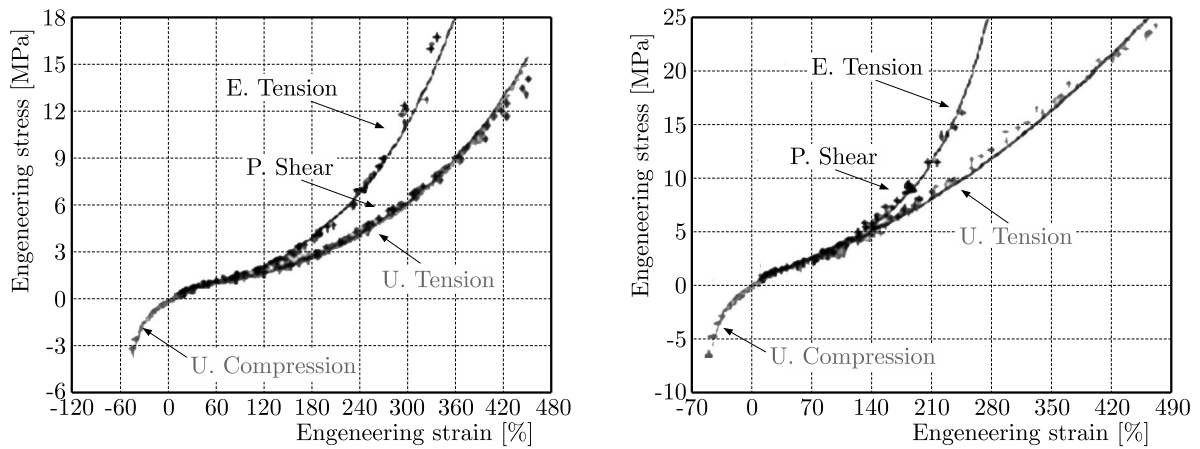 18
15
12
9
6
3
0
-3
-6
Engeneering stress [MPa]
E. Tension
P. Shear
U. Tension
U. Compression
-120 -60 0 60 120 180 240 300 360 420 480
Engeneering strain [%]
25
20
15
10
5
0
-5
-10
Engeneering stress [MPa]
E. Tension
P. Shear
U. Tension
U. Compression
-70 0 70 140 210 280 350 420 490
Engeneering strain [%]